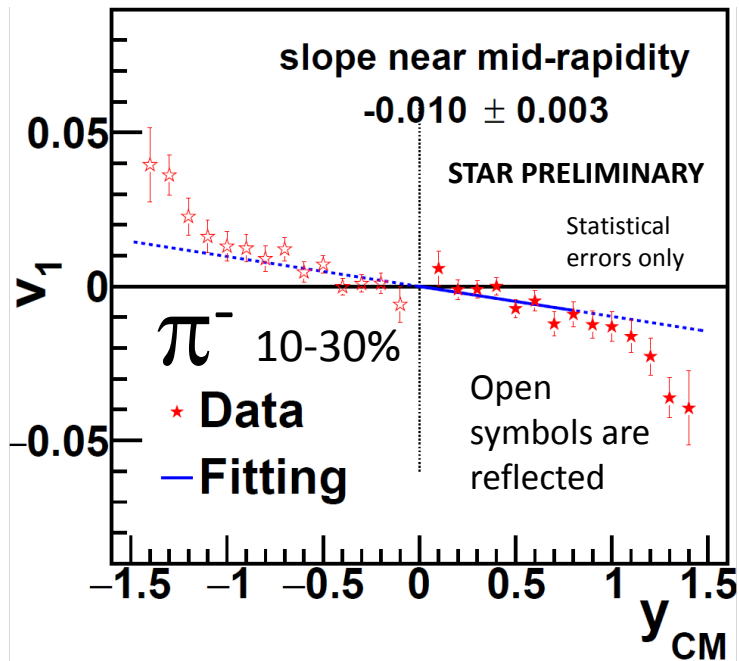 slope near mid-rapidity
-0.010 ± 0.003
STAR PRELIMINARY
Statistical
errors only
0.05
0
−0.05
v₁
π⁻ 10-30%
Data
Fitting
Open
symbols are
reflected
−1.5 −1 −0.5 0 0.5 1 1.5
y_CM